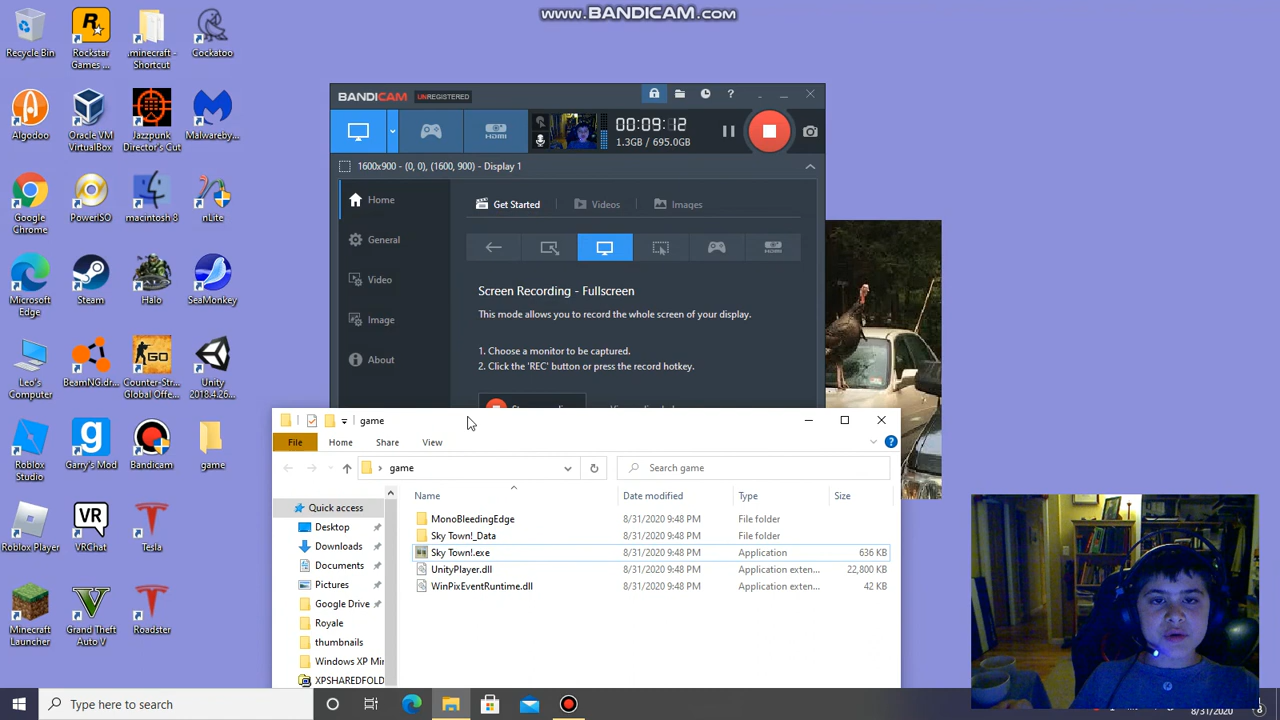 www.BANDICAM.com
Recycle Bin
Rockstar Games ...
.minecraft - Shortcut
Cockatoo
Algodoo
Oracle VM VirtualBox
Jazzpunk Director's Cut
Malwareby...
Google Chrome
PowerISO
macintosh 8
nLite
Microsoft Edge
Steam
Halo
SeaMonkey
Leo's Computer
BeamNG.dr...
Counter-Str... Global Offe...
Unity 2018.4.26...
Roblox Studio
Garry's Mod
Bandicam
game
Roblox Player
VRChat
Tesla
Minecraft Launcher
Grand Theft Auto V
Roadster
BANDICAM UNREGISTERED
HDMI
00:09:12
1.3GB / 695.0GB
1600x900 - (0, 0), (1600, 900) - Display 1
Home
General
Video
Image
About
Get Started
Videos
Images
HDMI
Screen Recording - Fullscreen
This mode allows you to record the whole screen of your display.
1. Choose a monitor to be captured.
2. Click the 'REC' button or press the record hotkey.
game
File Home Share View
game
Search game
Quick access
Desktop
Downloads
Documents
Pictures
Google Drive
Royale
thumbnails
Windows XP Mir
XPSHAREDFOLD
Name Date modified Type Size
MonoBleedingEdge 8/31/2020 9:48 PM File folder
Sky Town!_Data 8/31/2020 9:48 PM File folder
Sky Town!.exe 8/31/2020 9:48 PM Application 636 KB
UnityPlayer.dll 8/31/2020 9:48 PM Application exten... 22,800 KB
WinPixEventRuntime.dll 8/31/2020 9:48 PM Application exten... 42 KB
Type here to search
8/31/2020